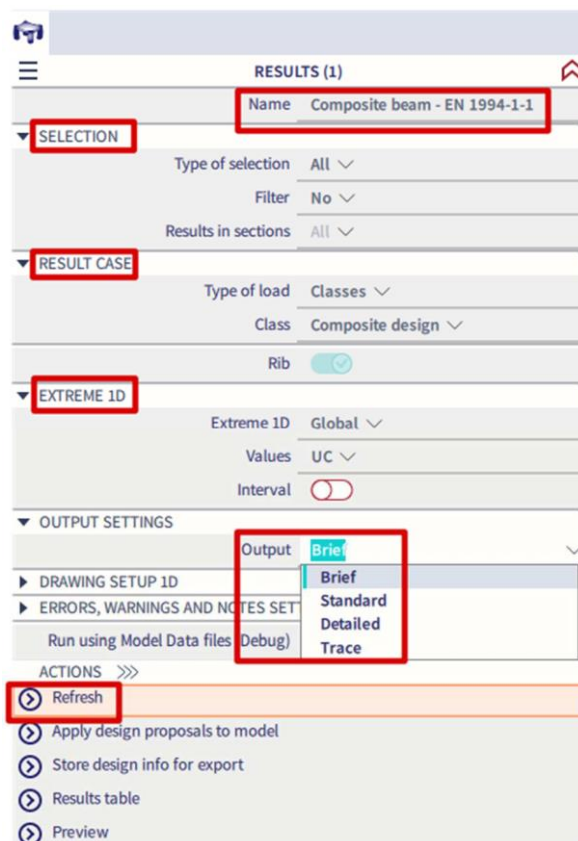 RESULTS (1)
Name Composite beam - EN 1994-1-1
SELECTION
Type of selection All
Filter No
Results in sections All
RESULT CASE
Type of load Classes
Class Composite design
Rib
EXTREME 1D
Extreme 1D Global
Values UC
Interval
OUTPUT SETTINGS
Output Brief
Brief
DRAWING SETUP 1D
Standard
ERRORS, WARNINGS AND NOTES SET
Detailed
Run using Model Data files (Debug)
Trace
ACTIONS >>>
Refresh
Apply design proposals to model
Store design info for export
Results table
Preview